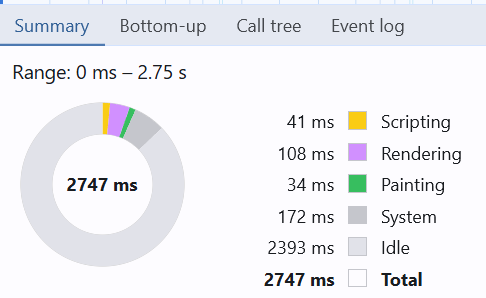 Summary Bottom-up Call tree Event log
Range: 0 ms – 2.75 s
2747 ms
41 ms Scripting
108 ms Rendering
34 ms Painting
172 ms System
2393 ms Idle
2747 ms Total